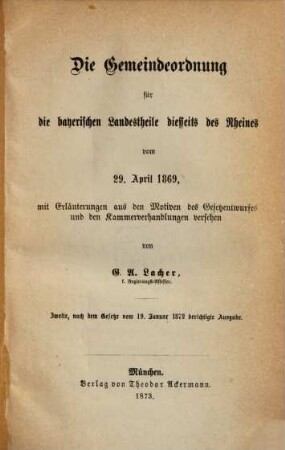 Die Gemeindeordnung
für
die bayerischen Landestheile diesseits des Rheines
vom
29. April 1869,
mit Erläuterungen aus den Motiven des Gesetzentwurfes
und den Kammerverhandlungen versehen
von
G. A. Lacher,
k. Regierungs-Assessor.
Zweite, nach dem Gesetze vom 19. Januar 1872 berichtigte Ausgabe.
München.
Verlag von Theodor Ackermann.
1873.